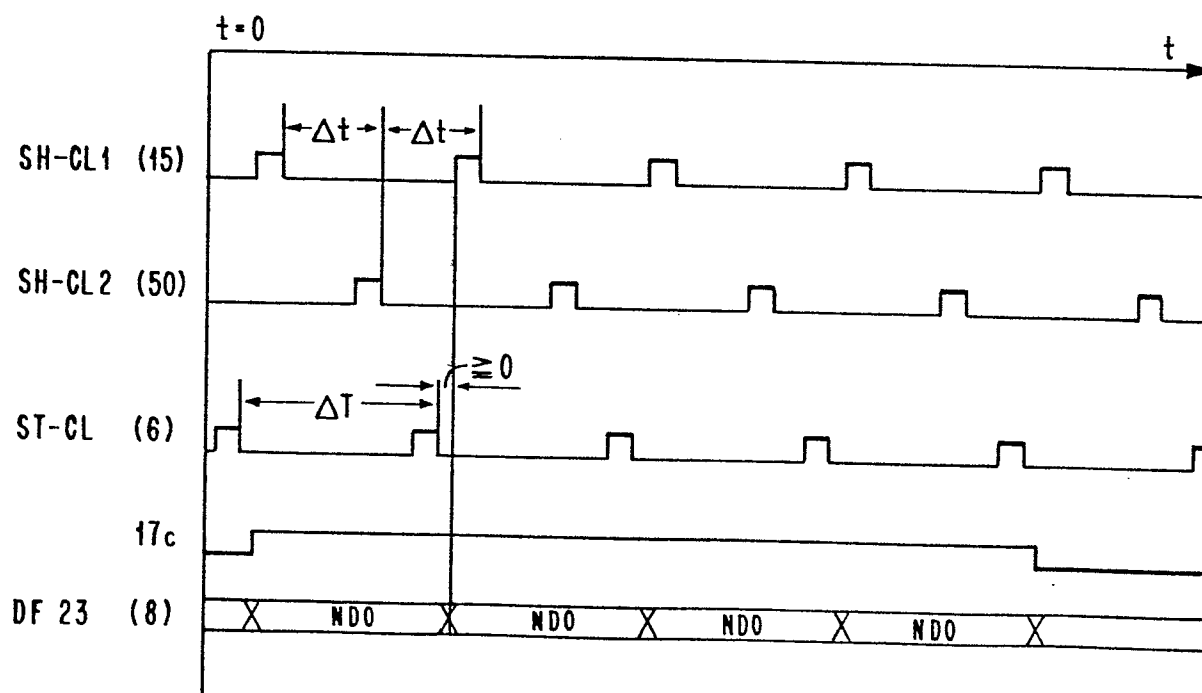 t=0
t
Δt Δt
SH-CL1 (15)
SH-CL2 (50)
≧0
ΔT
ST-CL (6)
17c
DF 23 (8) NDO NDO NDO NDO